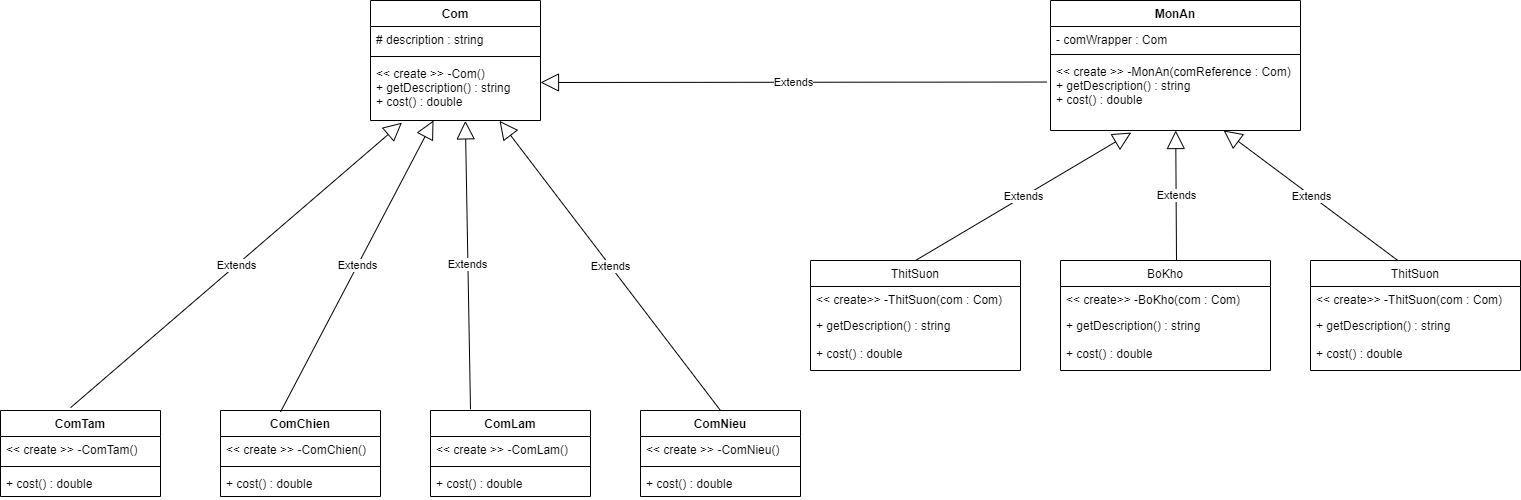 Com
# description : string
<< create >> -Com()
+ getDescription() : string
+ cost() : double
Extends
MonAn
- comWrapper : Com
<< create >> -MonAn(comReference : Com)
+ getDescription() : string
+ cost() : double
Extends
Extends
Extends
Extends
Extends
Extends
Extends
ThitSuon
<< create>> -ThitSuon(com : Com)
+ getDescription() : string
+ cost() : double
BoKho
<< create>> -BoKho(com : Com)
+ getDescription() : string
+ cost() : double
ThitSuon
<< create>> -ThitSuon(com : Com)
+ getDescription() : string
+ cost() : double
ComTam
<< create >> -ComTam()
+ cost() : double
ComChien
<< create >> -ComChien()
+ cost() : double
ComLam
<< create >> -ComLam()
+ cost() : double
ComNieu
<< create >> -ComNieu()
+ cost() : double